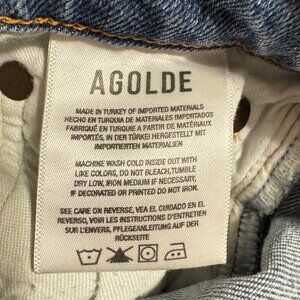 AGOLDE
MADE IN TURKEY OF IMPORTED MATERIALS
HECHO EN TURQUIA DE MATERIALES IMPORTADOS
FABRIQUÉ EN TURQUIE A PARTIR DE MATÉRIAUX
IMPORTÉS, IN DER TÜRKEI HERGESTELLT MIT
IMPORTIERTEN MATERIALIEN
MACHINE WASH COLD INSIDE OUT WITH
LIKE COLORS, DO NOT BLEACH, TUMBLE
DRY LOW, IRON MEDIUM IF NECESSARY,
IF DECORATED OR PRINTED DO NOT IRON.
SEE CARE ON REVERSE, VEA EL CUIDADO EN EL
REVERSO, VOIR LES INSTRUCTIONS D'ENTRETIEN
SUR L'ENVERS, PFLEGEANLEITUNG AUF DER
RÜCKSEITE